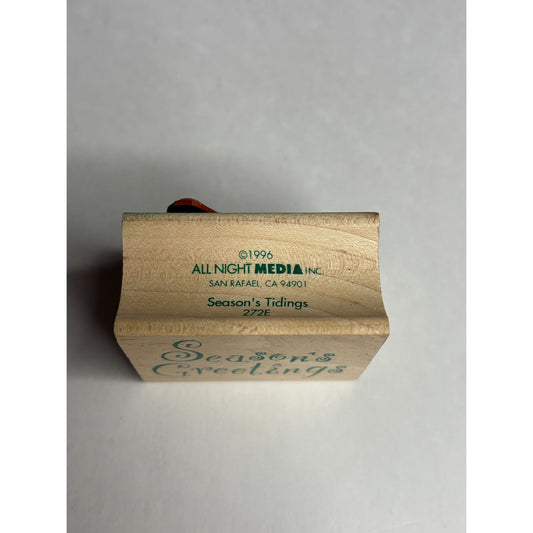 ©1996
ALL NIGHT MEDIA INC.
SAN RAFAEL, CA 94901
Season's Tidings
272E
Season's
Greetings